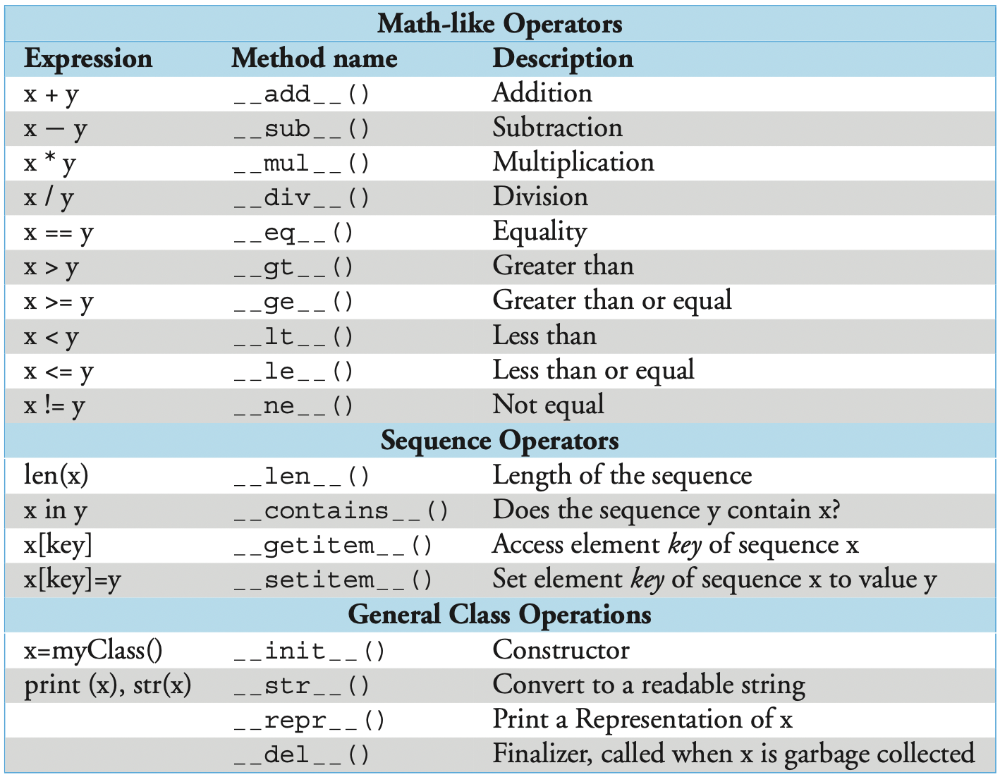 Math-like Operators
Expression Method name Description
x + y __add__() Addition
x — y __sub__() Subtraction
x * y __mul__() Multiplication
x / y __div__() Division
x == y __eq__() Equality
x > y __gt__() Greater than
x >= y __ge__() Greater than or equal
x < y __lt__() Less than
x <= y __le__() Less than or equal
x != y __ne__() Not equal
Sequence Operators
len(x) __len__() Length of the sequence
x in y __contains__() Does the sequence y contain x?
x[key] __getitem__() Access element key of sequence x
x[key]=y __setitem__() Set element key of sequence x to value y
General Class Operations
x=myClass() __init__() Constructor
print (x), str(x) __str__() Convert to a readable string
__repr__() Print a Representation of x
__del__() Finalizer, called when x is garbage collected